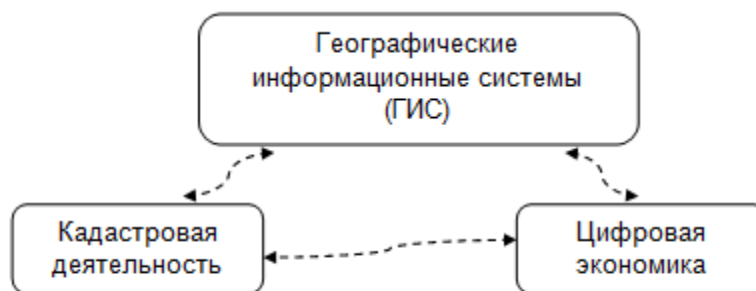 Географические
информационные системы
(ГИС)
Кадастровая
деятельность
Цифровая
экономика